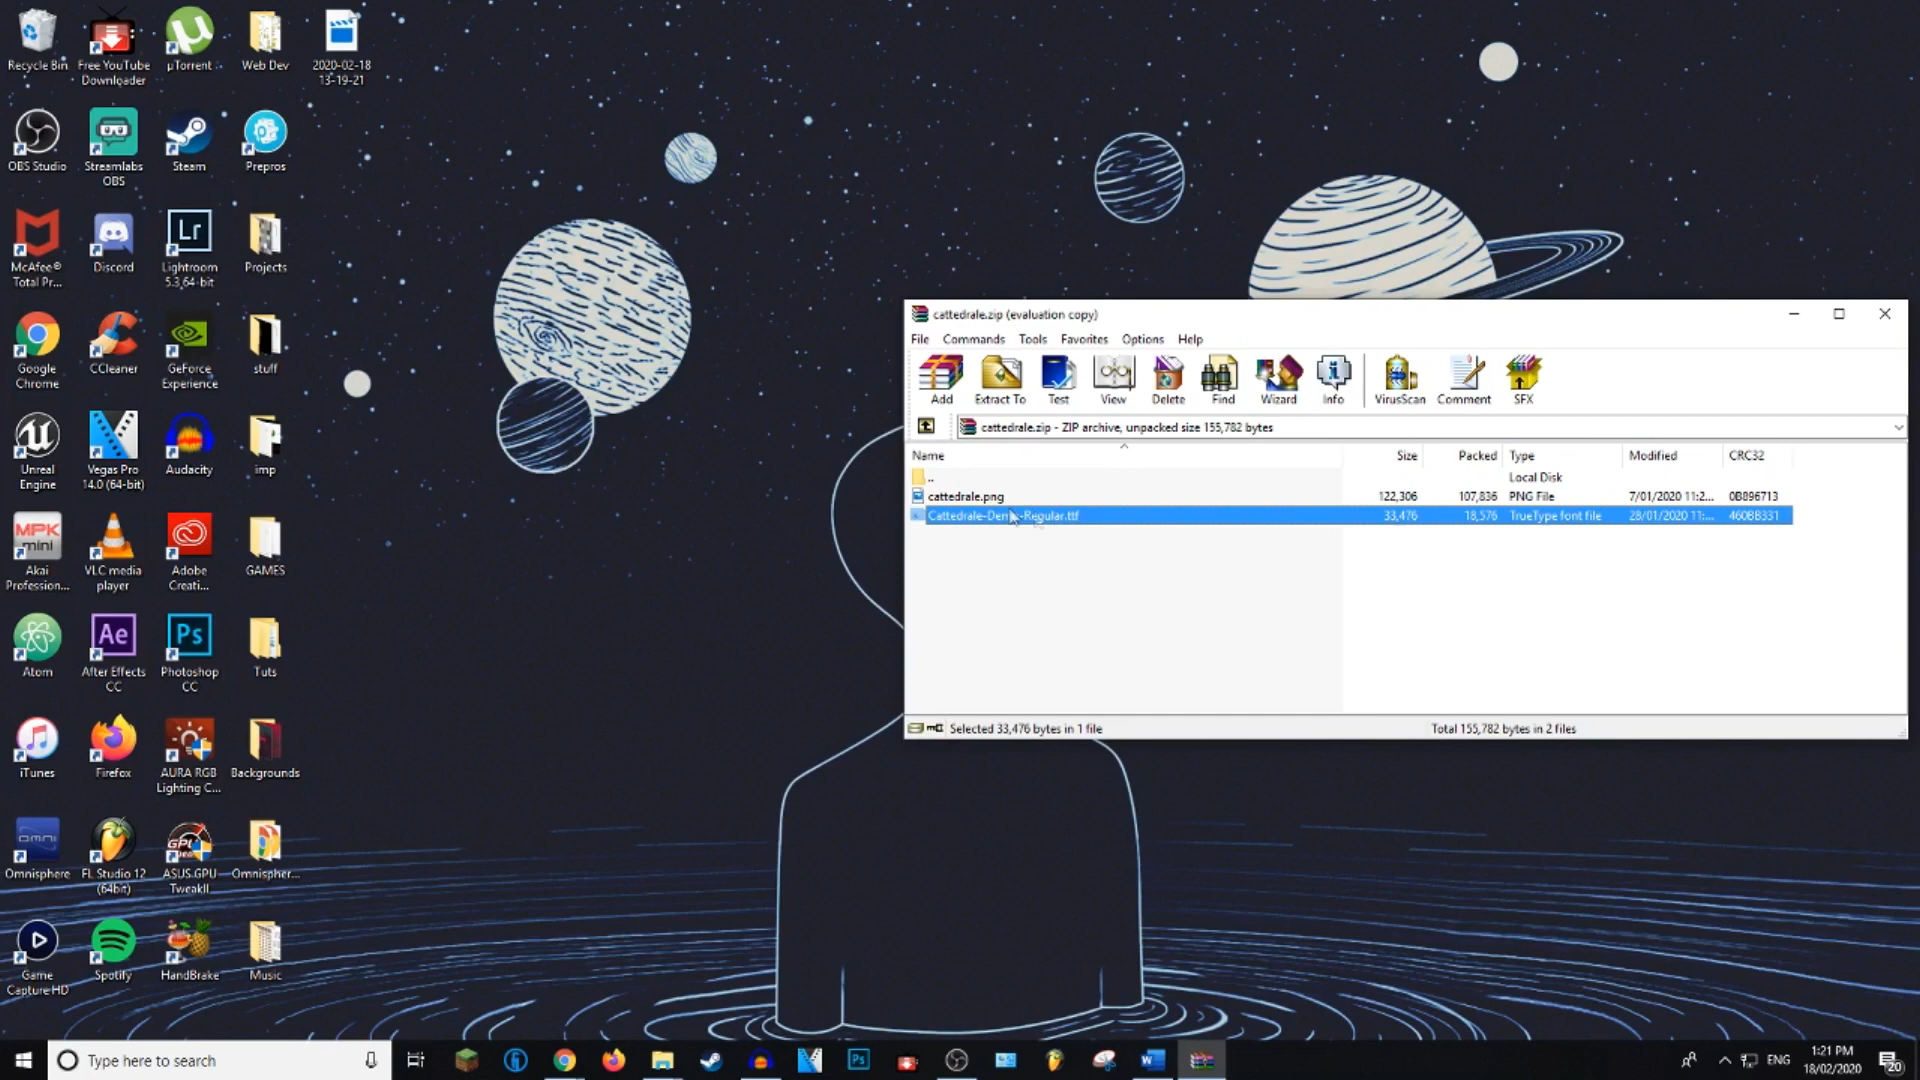 Recycle Bin
Free YouTube
Downloader
µTorrent
Web Dev
2020-02-18
13-19-21
OBS Studio
Streamlabs
OBS
Steam
Prepros
McAfee®
Total Pr...
Discord
Lr
Lightroom
5.3,64-bit
Projects
Google
Chrome
CCleaner
GeForce
Experience
stuff
Unreal
Engine
Vegas Pro
14.0 (64-bit)
Audacity
imp
MPK
mini
Akai
Profession...
VLC media
player
Adobe
Creati...
GAMES
Atom
Ae
After Effects
CC
Ps
Photoshop
CC
Tuts
iTunes
Firefox
AURA RGB
Lighting C...
Backgrounds
Omnisphere
FL Studio 12
(64bit)
ASUS GPU
TweakII
Omnispher...
Game
Capture HD
Spotify
HandBrake
Music
cattedrale.zip (evaluation copy)
File Commands Tools Favorites Options Help
Add Extract To Test View Delete Find Wizard Info VirusScan Comment SFX
cattedrale.zip - ZIP archive, unpacked size 155,782 bytes
Name Size Packed Type Modified CRC32
.. Local Disk
cattedrale.png 122,306 107,836 PNG File 7/01/2020 11:2... 0B896713
33,476 18,576 TrueType font file 28/01/2020 11:... 460BB331
Selected 33,476 bytes in 1 file Total 155,782 bytes in 2 files
Type here to search
Ps
ENG
1:21 PM
18/02/2020
20